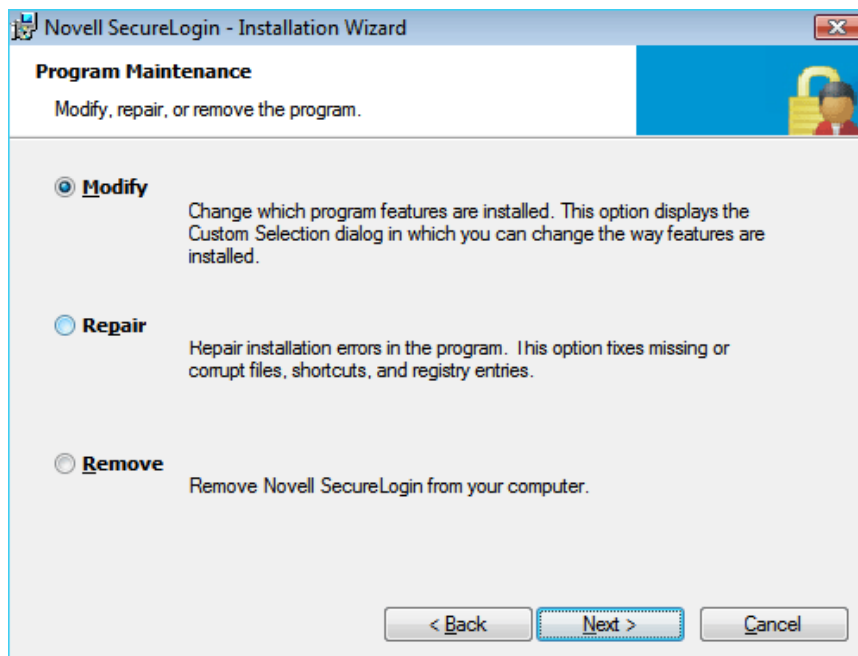 Novell SecureLogin - Installation Wizard
Program Maintenance
Modify, repair, or remove the program.
Modify
Change which program features are installed. This option displays the
Custom Selection dialog in which you can change the way features are
installed.
Repair
Repair installation errors in the program. This option fixes missing or
corrupt files, shortcuts, and registry entries.
Remove
Remove Novell SecureLogin from your computer.
< Back
Next >
Cancel